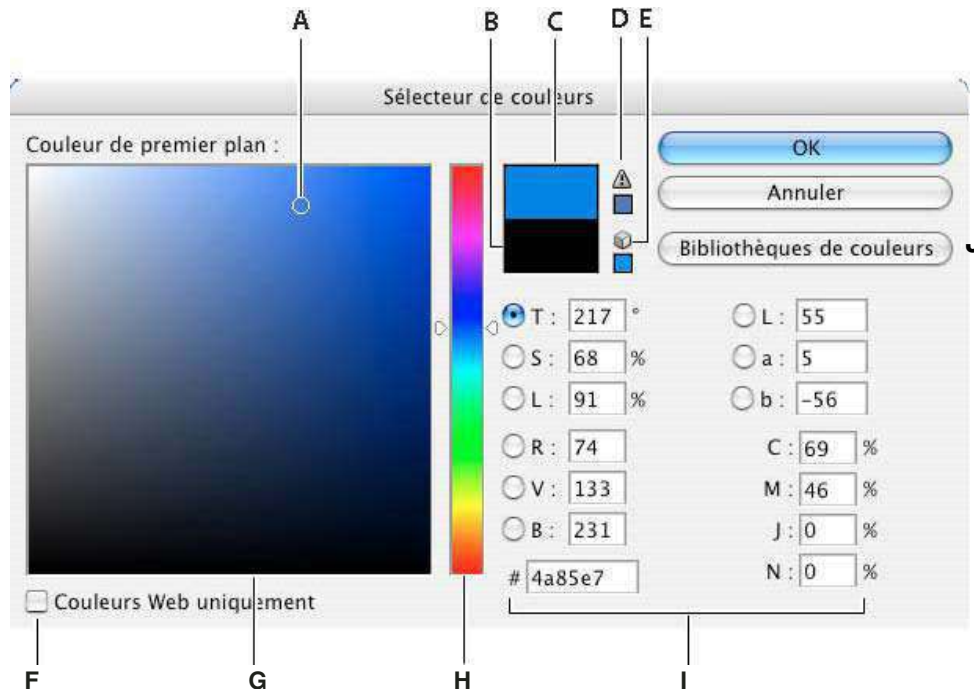 A B C D E
Sélecteur de couleurs
Couleur de premier plan :
OK
Annuler
Bibliothèques de couleurs
T : 217 °
L : 55
S : 68 %
a : 5
L : 91 %
b : -56
R : 74
C : 69 %
V : 133
M : 46 %
B : 231
J : 0 %
# 4a85e7
N : 0 %
Couleurs Web uniquement
F G H I